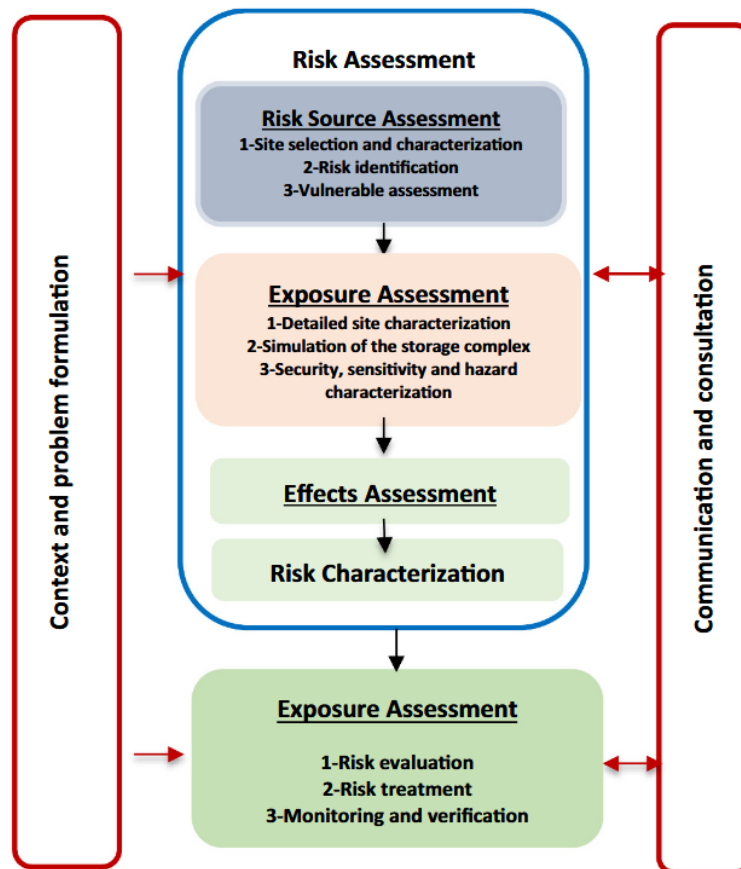 Context and problem formulation
Risk Assessment
Risk Source Assessment
1-Site selection and characterization
2-Risk identification
3-Vulnerable assessment
Exposure Assessment
1-Detailed site characterization
2-Simulation of the storage complex
3-Security, sensitivity and hazard
characterization
Effects Assessment
Risk Characterization
Exposure Assessment
1-Risk evaluation
2-Risk treatment
3-Monitoring and verification
Communication and consultation